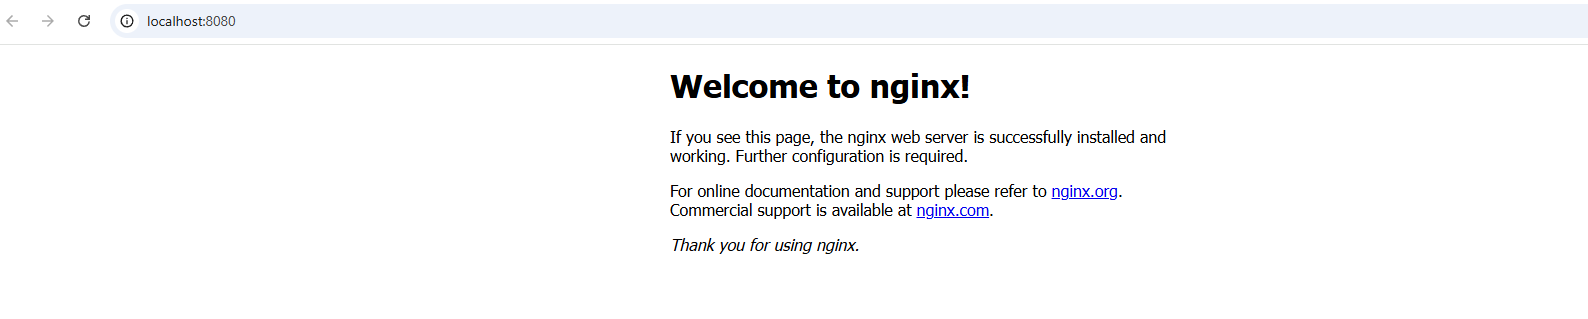 localhost:8080
Welcome to nginx!
If you see this page, the nginx web server is successfully installed and
working. Further configuration is required.
For online documentation and support please refer to nginx.org.
Commercial support is available at nginx.com.
Thank you for using nginx.